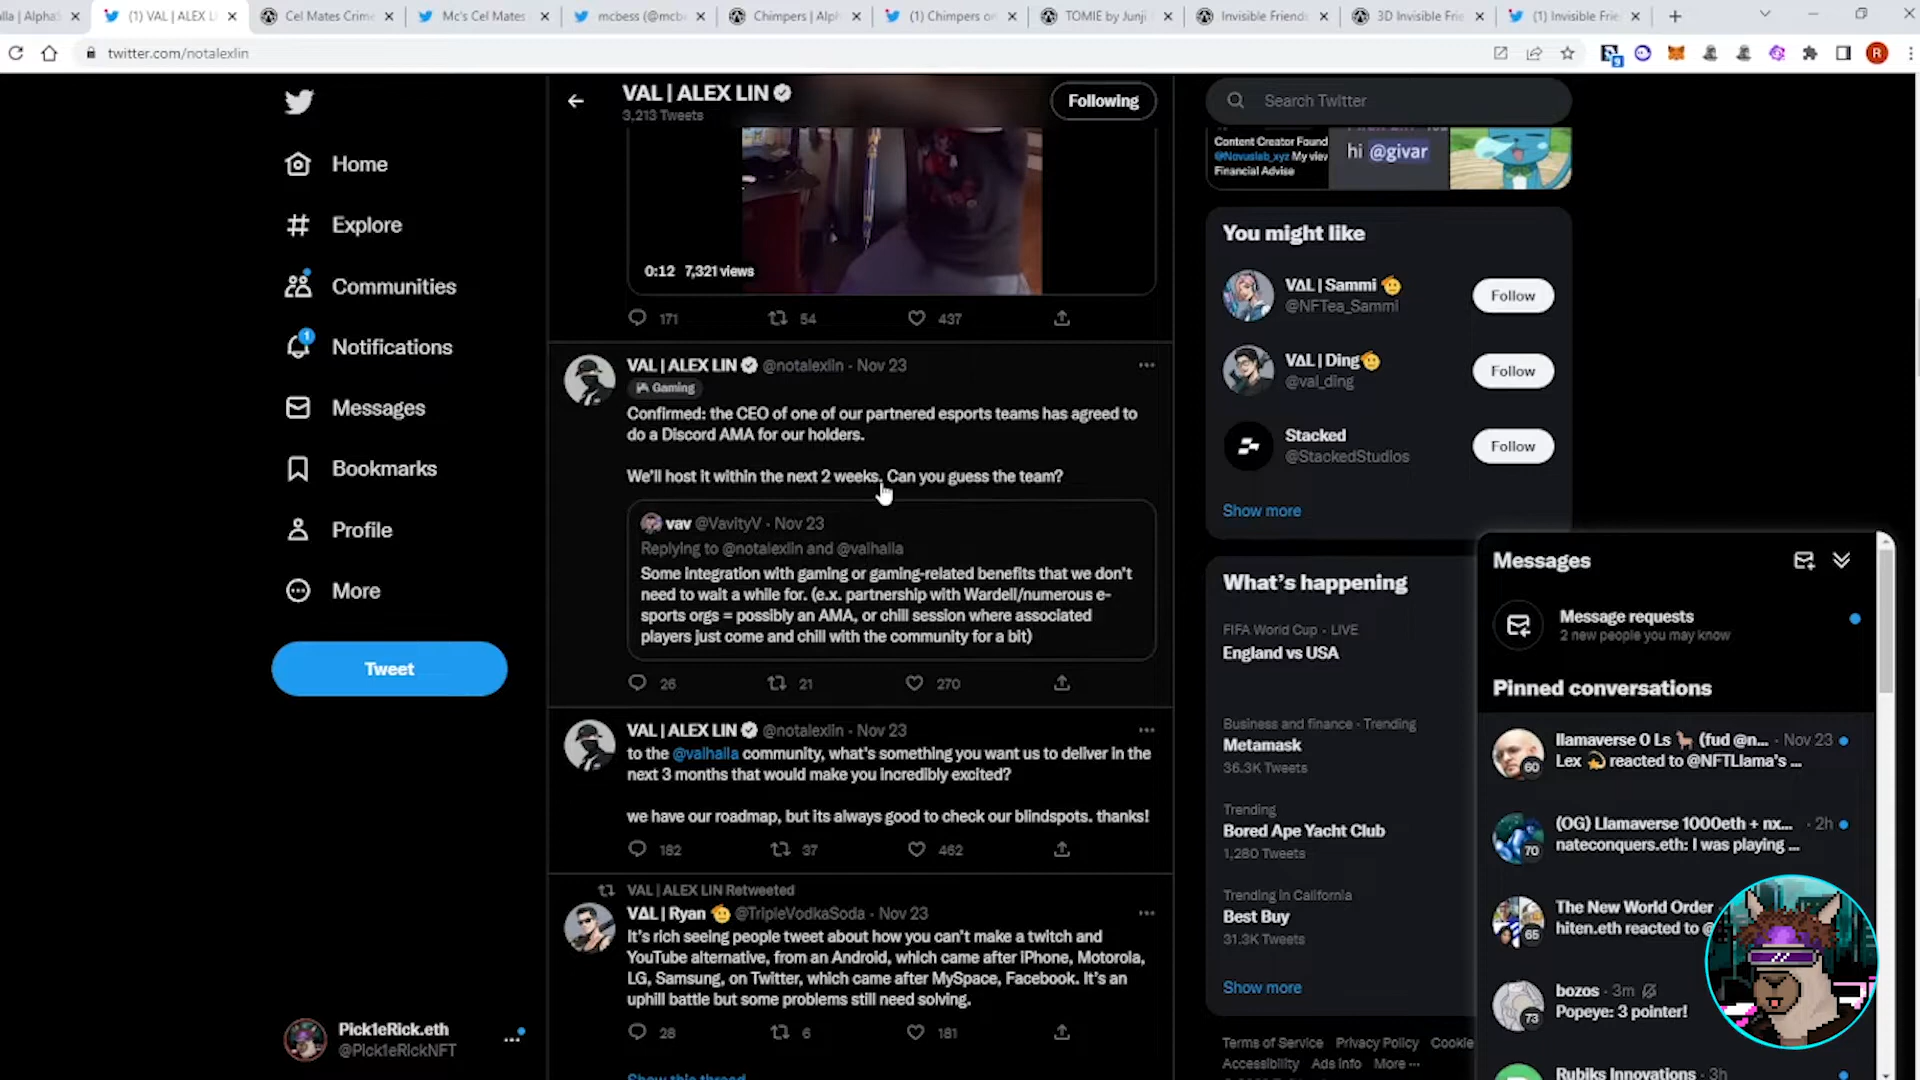 alla | Alpha
(1) VAL | ALEX L
Cel Mates Crim
Mc's Cel Mates
mcbess (@mcb
Chimpers | Alp
(1) Chimpers o
TOMIE by Junji
Invisible Friend
3D Invisible Frie
(1) Invisible Frie
twitter.com/notalexlin
9
R
Home
Explore
Communities
1
Notifications
Messages
Bookmarks
Profile
More
Tweet
Pick1eRick.eth
@Pick1eRickNFT
VAL | ALEX LIN
3,213 Tweets
Following
0:12 7,321 views
171 54 437
VAL | ALEX LIN @notalexlin · Nov 23
Gaming
Confirmed: the CEO of one of our partnered esports teams has agreed to
do a Discord AMA for our holders.
We'll host it within the next 2 weeks. Can you guess the team?
vav @VavityV · Nov 23
Replying to @notalexlin and @valhalla
Some integration with gaming or gaming-related benefits that we don't
need to wait a while for. (e.x. partnership with Wardell/numerous e-
sports orgs = possibly an AMA, or chill session where associated
players just come and chill with the community for a bit)
26 21 270
VAL | ALEX LIN @notalexlin · Nov 23
to the @valhalla community, what's something you want us to deliver in the
next 3 months that would make you incredibly excited?
we have our roadmap, but its always good to check our blindspots. thanks!
182 37 462
VAL | ALEX LIN Retweeted
VΔL | Ryan @TripleVodkaSoda · Nov 23
It's rich seeing people tweet about how you can't make a twitch and
YouTube alternative, from an Android, which came after iPhone, Motorola,
LG, Samsung, on Twitter, which came after MySpace, Facebook. It's an
uphill battle but some problems still need solving.
28 6 181
Show this thread
Search Twitter
Content Creator Found
@Novuslab_xyz My view
Financial Advise
hi @givar
You might like
VΔL | Sammi
@NFTea_Sammi
Follow
VΔL | Ding
@val_ding
Follow
Stacked
@StackedStudios
Follow
Show more
What's happening
FIFA World Cup · LIVE
England vs USA
Business and finance · Trending
Metamask
36.3K Tweets
Trending
Bored Ape Yacht Club
1,280 Tweets
Trending in California
Best Buy
31.3K Tweets
Show more
Terms of Service Privacy Policy Cookie
Accessibility Ads info More ···
Messages
Message requests
2 new people you may know
Pinned conversations
llamaverse 0 Ls (fud @n... · Nov 23
Lex reacted to @NFTLlama's ...
60
(OG) Llamaverse 1000eth + nx... · 2h
nateconquers.eth: I was playing ...
70
The New World Order
hiten.eth reacted to @
65
bozos · 3m
Popeye: 3 pointer!
73
Rubiks Innovations · 3h